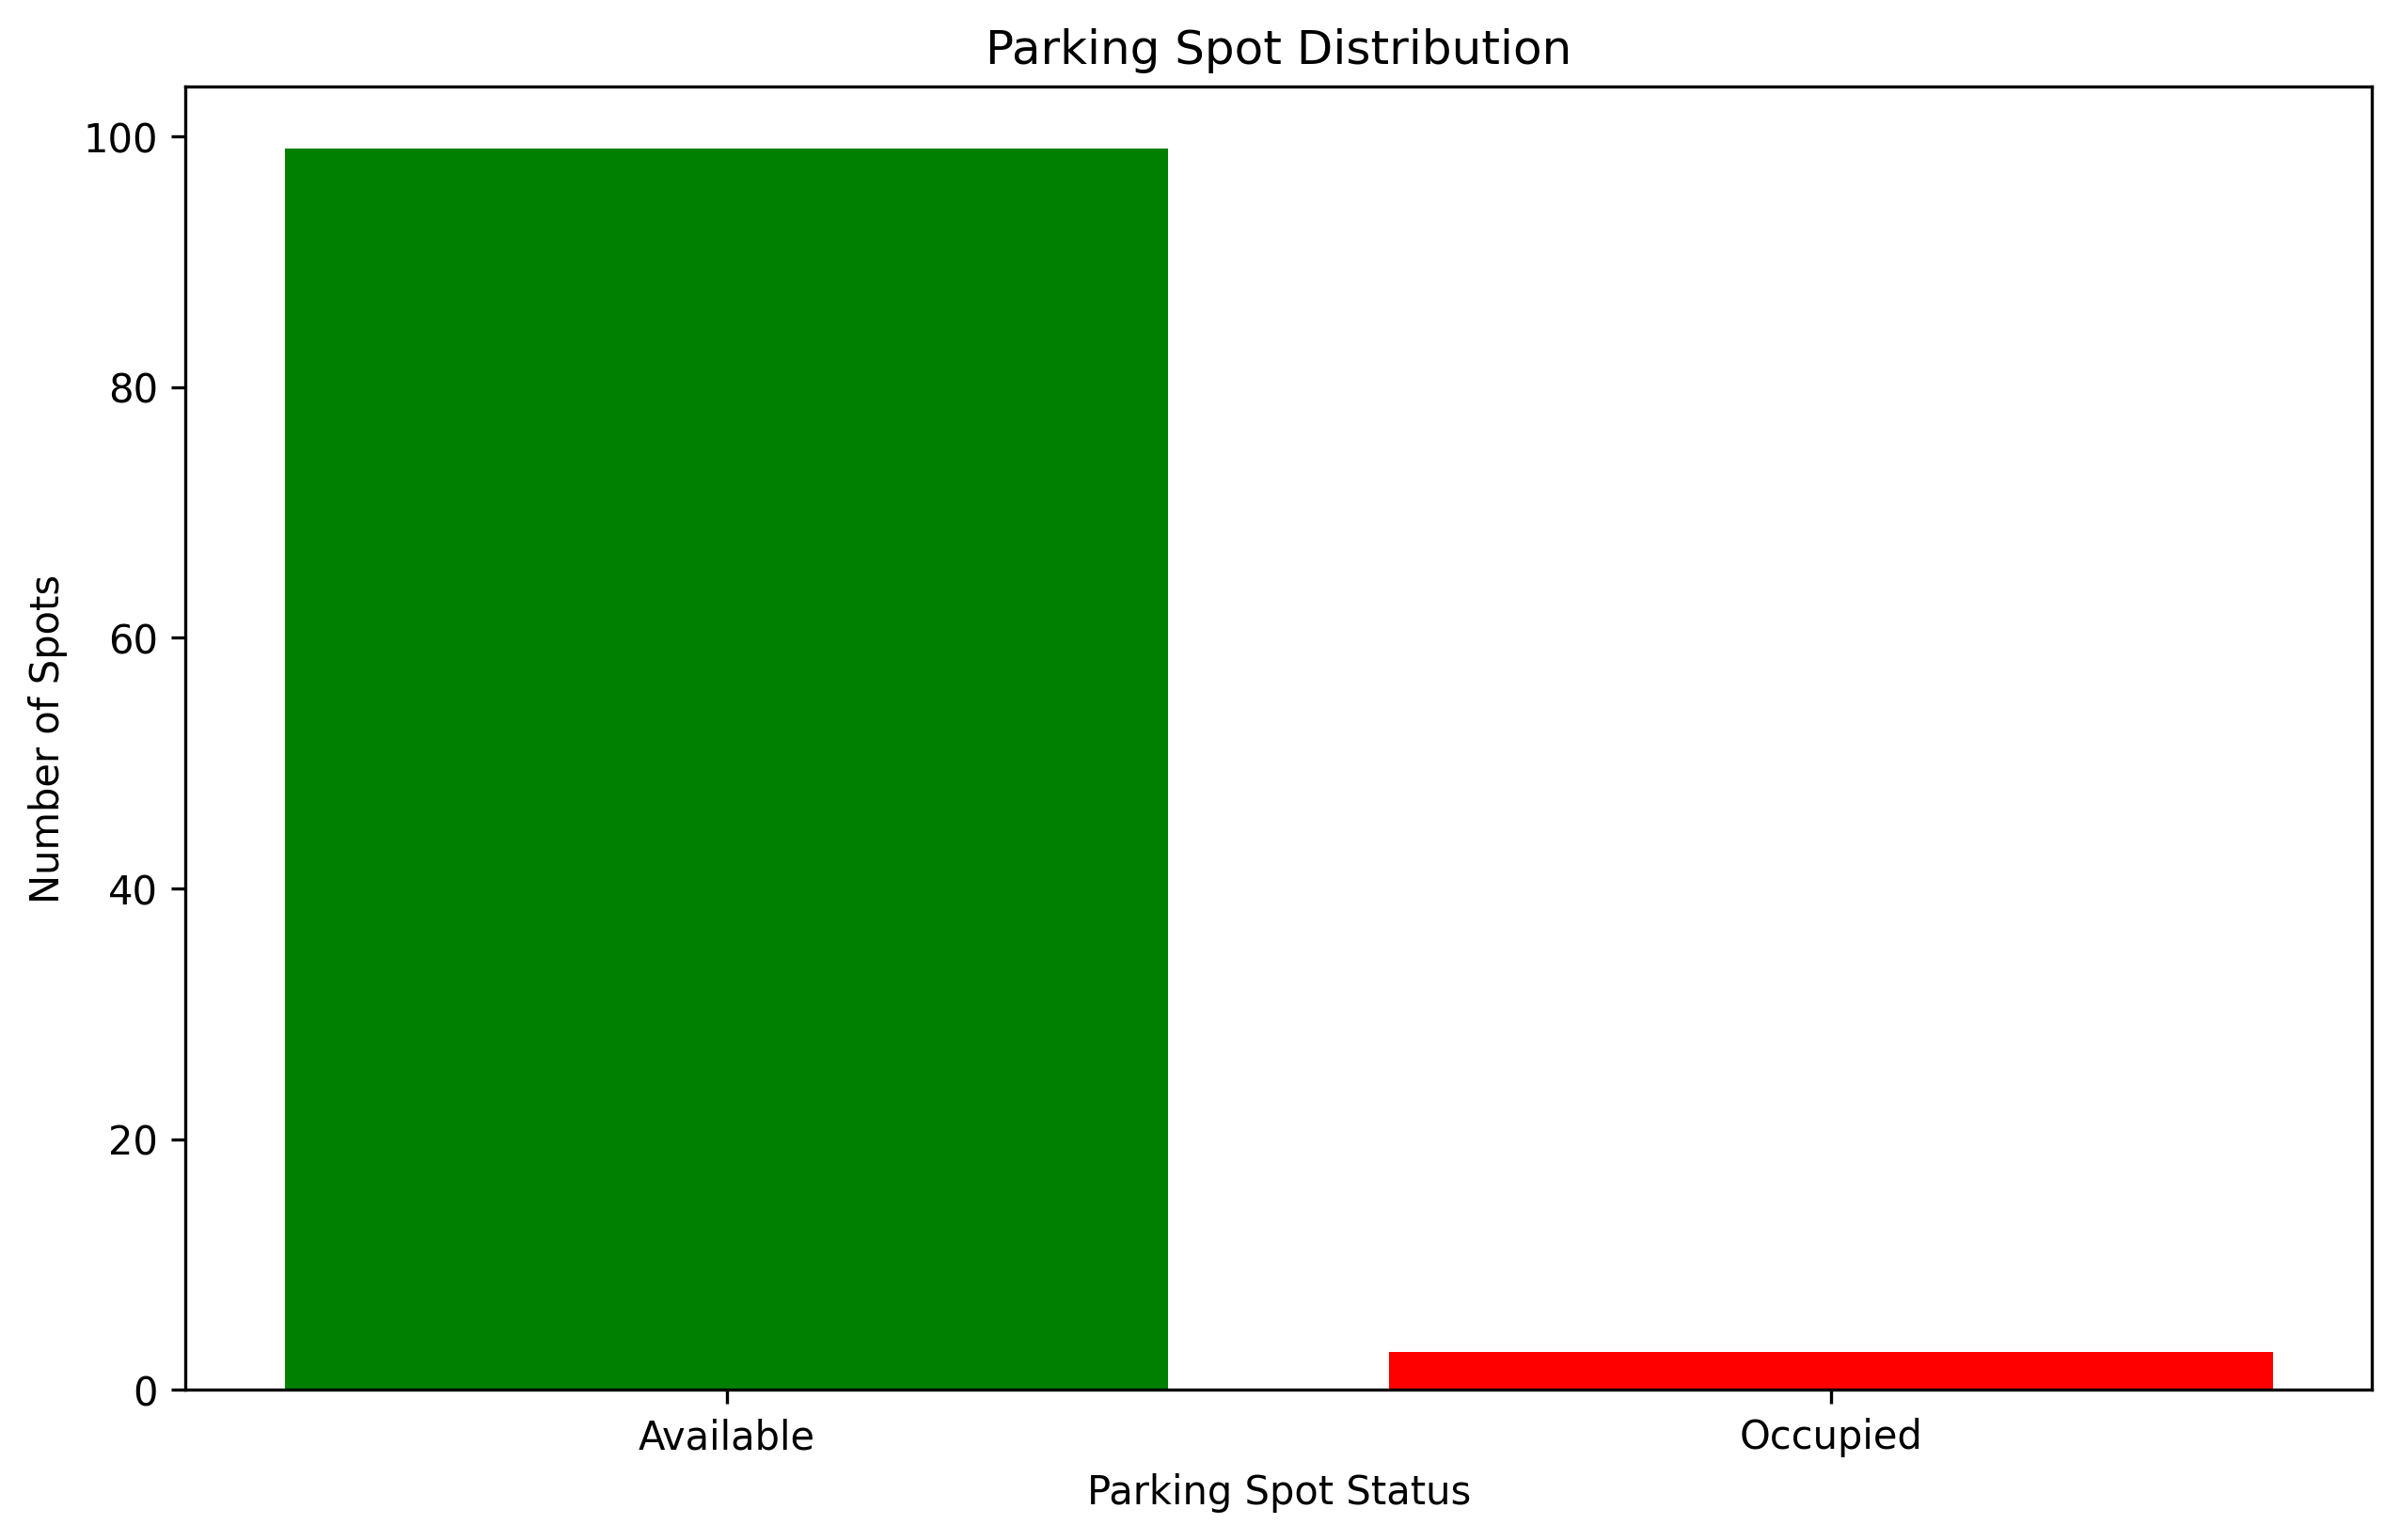 Parking Spot Distribution
100
80
60
40
20
0
Number of Spots
Available
Occupied
Parking Spot Status